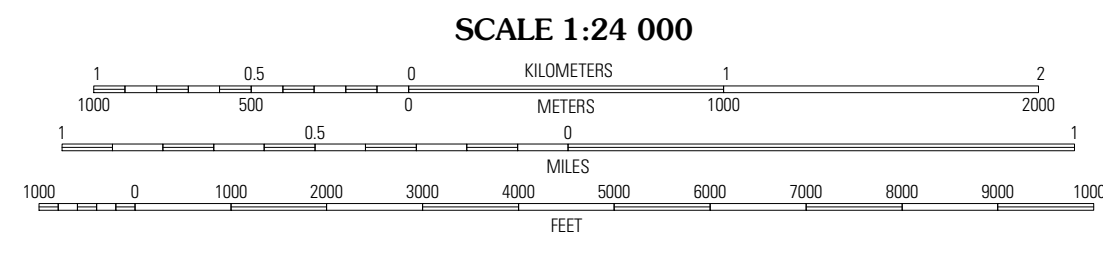 SCALE 1:24 000
1 0.5 0 KILOMETERS 1 2
1000 500 0 METERS 1000 2000
1 0.5 0 1
MILES
1000 0 1000 2000 3000 4000 5000 6000 7000 8000 9000 1000
FEET